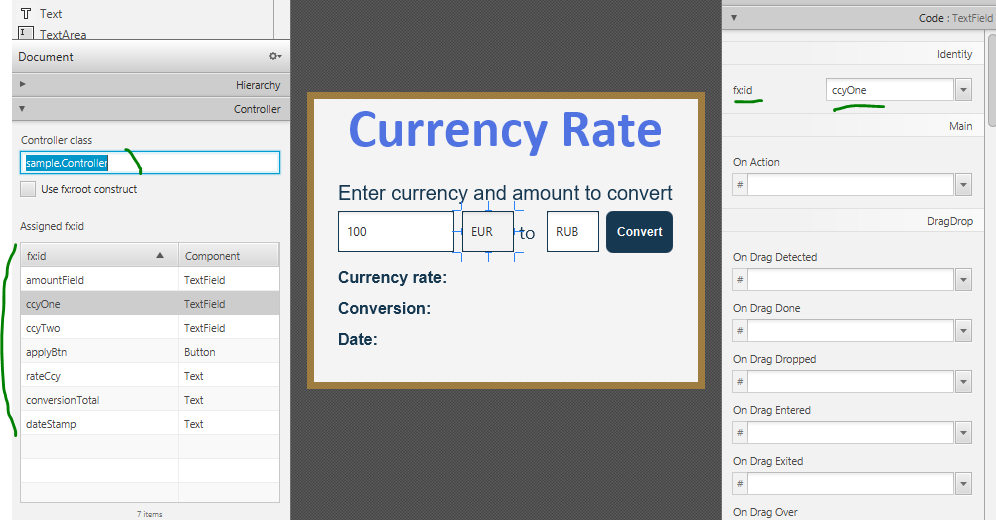 Text
TextArea
Document
Hierarchy
Controller
Controller class
sample.Controller
Use fx:root construct
Assigned fx:id
fx:id Component
amountField TextField
ccyOne TextField
ccyTwo TextField
applyBtn Button
rateCcy Text
conversionTotal Text
dateStamp Text
7 items
Currency Rate
Enter currency and amount to convert
100 EUR to RUB Convert
Currency rate:
Conversion:
Date:
Code : TextField
Identity
fx:id ccyOne
Main
On Action
#
DragDrop
On Drag Detected
#
On Drag Done
#
On Drag Dropped
#
On Drag Entered
#
On Drag Exited
#
On Drag Over